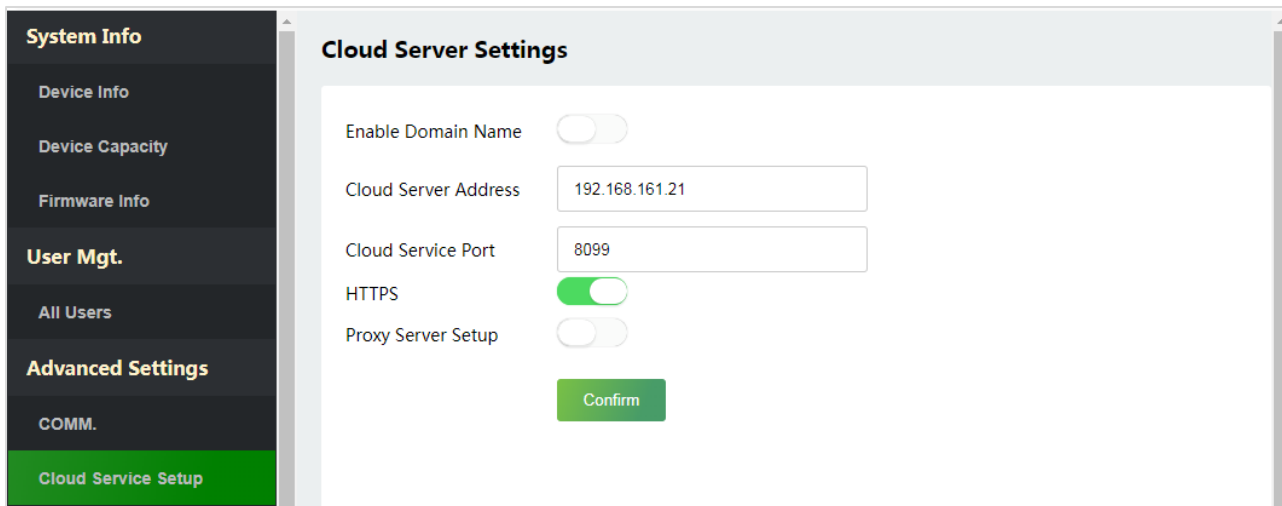 System Info
Device Info
Device Capacity
Firmware Info
User Mgt.
All Users
Advanced Settings
COMM.
Cloud Service Setup
Cloud Server Settings
Enable Domain Name
Cloud Server Address 192.168.161.21
Cloud Service Port 8099
HTTPS
Proxy Server Setup
Confirm